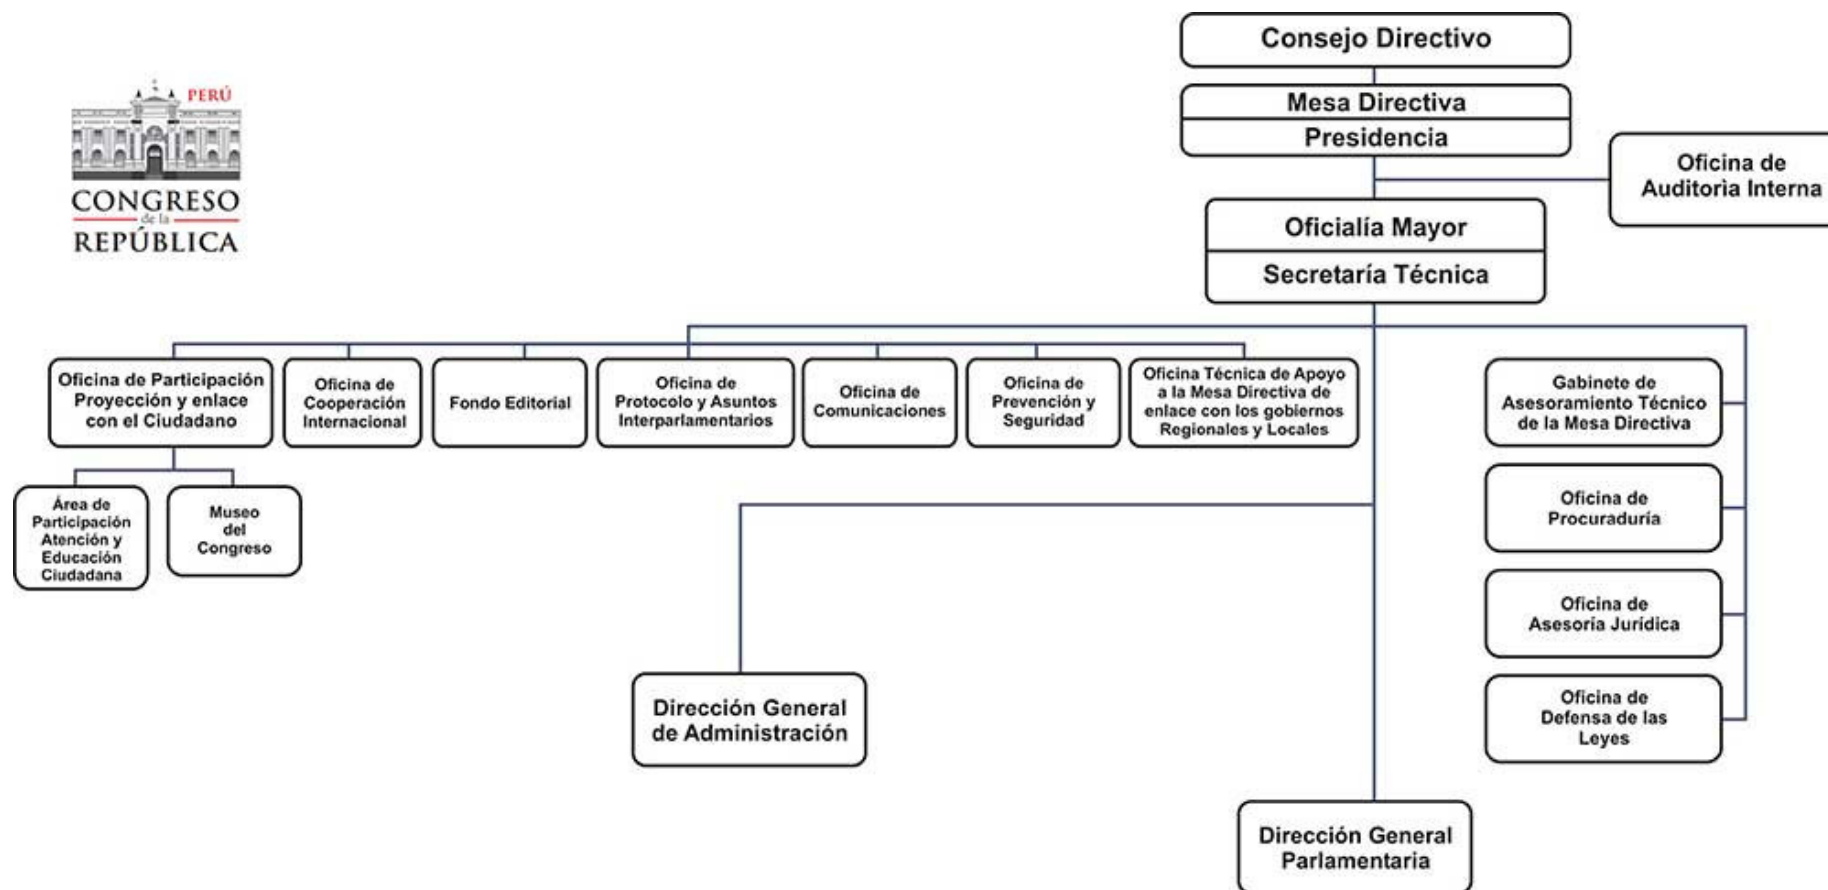 PERÚ
CONGRESO
de la
REPÚBLICA
Consejo Directivo
Mesa Directiva
Presidencia
Oficina de
Auditoria Interna
Oficialía Mayor
Secretaría Técnica
Oficina de Participación
Proyección y enlace
con el Ciudadano
Oficina de
Cooperación
Internacional
Fondo Editorial
Oficina de
Protocolo y Asuntos
Interparlamentarios
Oficina de
Comunicaciones
Oficina de
Prevención y
Seguridad
Oficina Técnica de Apoyo
a la Mesa Directiva de
enlace con los gobiernos
Regionales y Locales
Gabinete de
Asesoramiento Técnico
de la Mesa Directiva
Área de
Participación
Atención y
Educación
Ciudadana
Museo
del
Congreso
Oficina de
Procuraduría
Oficina de
Asesoría Jurídica
Oficina de
Defensa de las
Leyes
Dirección General
de Administración
Dirección General
Parlamentaria